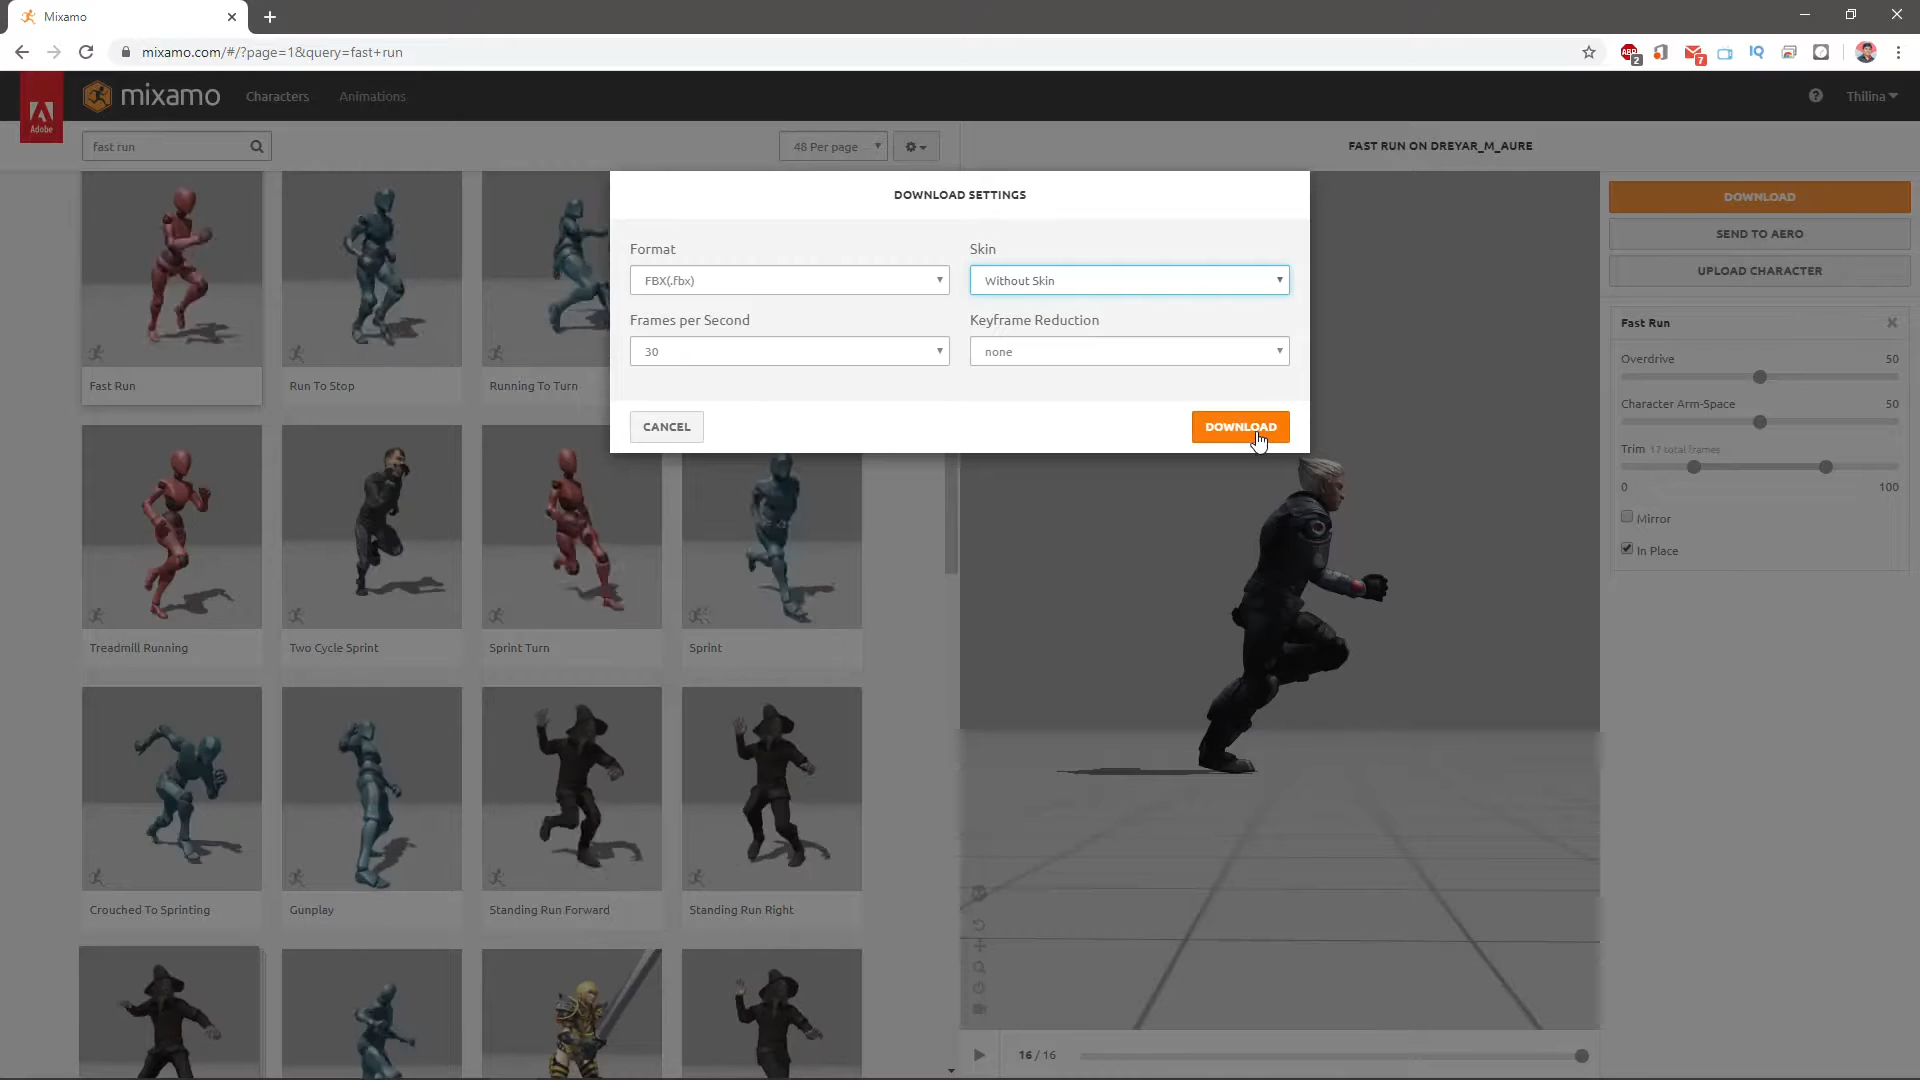 Mixamo
mixamo.com/#/?page=1&query=fast+run
ABP
2
7
IQ
Adobe
mixamo
Characters
Animations
Thilina
fast run
48 Per page
FAST RUN ON DREYAR_M_AURE
DOWNLOAD SETTINGS
Format
Skin
FBX(.fbx)
Without Skin
Frames per Second
Keyframe Reduction
30
none
CANCEL
DOWNLOAD
DOWNLOAD
SEND TO AERO
UPLOAD CHARACTER
Fast Run
Overdrive
50
Character Arm-Space
50
Trim 17 total frames
0
100
Mirror
In Place
Fast Run
Run To Stop
Running To Turn
Treadmill Running
Two Cycle Sprint
Sprint Turn
Sprint
Crouched To Sprinting
Gunplay
Standing Run Forward
Standing Run Right
16 / 16